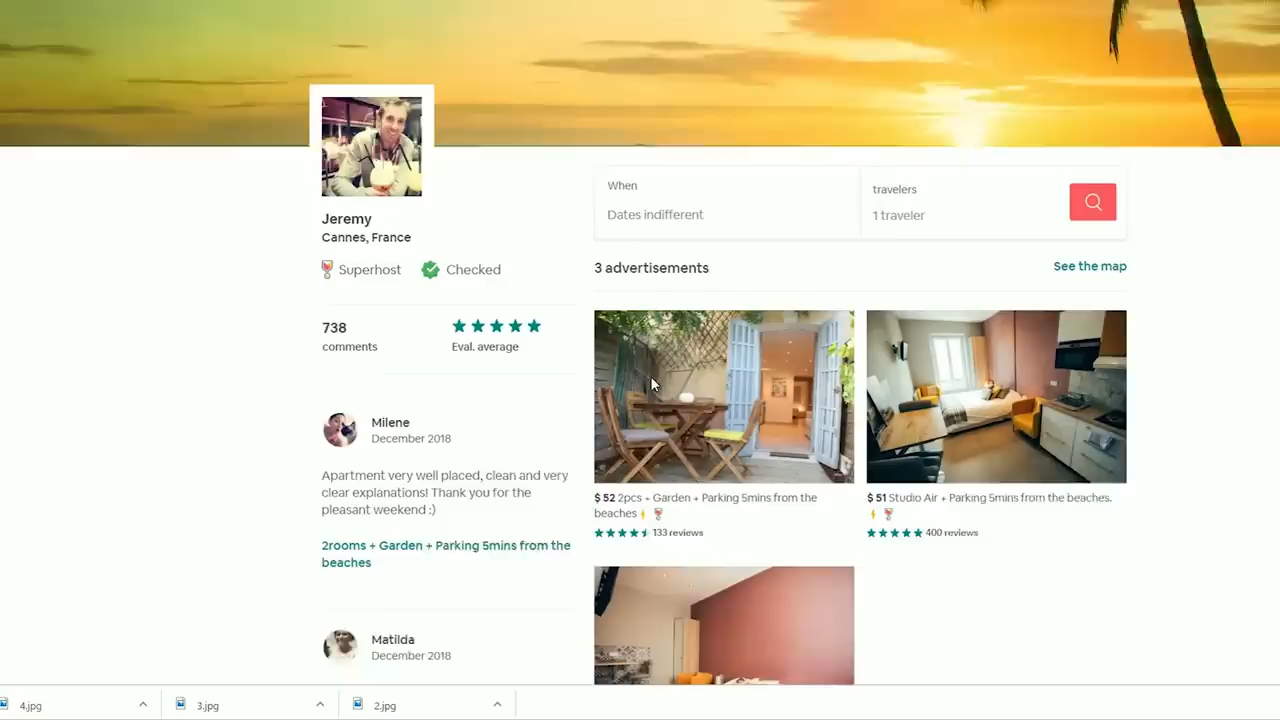 Jeremy
Cannes, France
Superhost
Checked
738
comments
Eval. average
Milene
December 2018
Apartment very well placed, clean and very
clear explanations! Thank you for the
pleasant weekend :)
2rooms + Garden + Parking 5mins from the
beaches
Matilda
December 2018
When
Dates indifferent
travelers
1 traveler
3 advertisements
See the map
$ 52 2pcs + Garden + Parking 5mins from the
beaches
133 reviews
$ 51 Studio Air + Parking 5mins from the beaches.
400 reviews
4.jpg
3.jpg
2.jpg